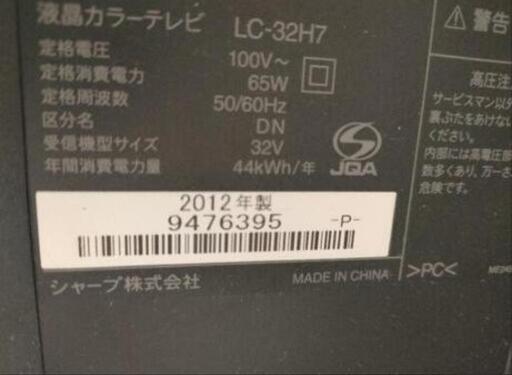 液晶カラーテレビ LC-32H7
定格電圧 100V～
定格消費電力 65W
定格周波数 50/60Hz
区分名 DN
受信機型サイズ 32V
年間消費電力量 44kWh/年
JQA
2012年製
9476395 -P-
シャープ株式会社
MADE IN CHINA
>PC<
⚠警告
高圧注
サービスマン以外
裏ぶたをあけない
内部には高電圧部
数多くあり、万一さ
危険です。